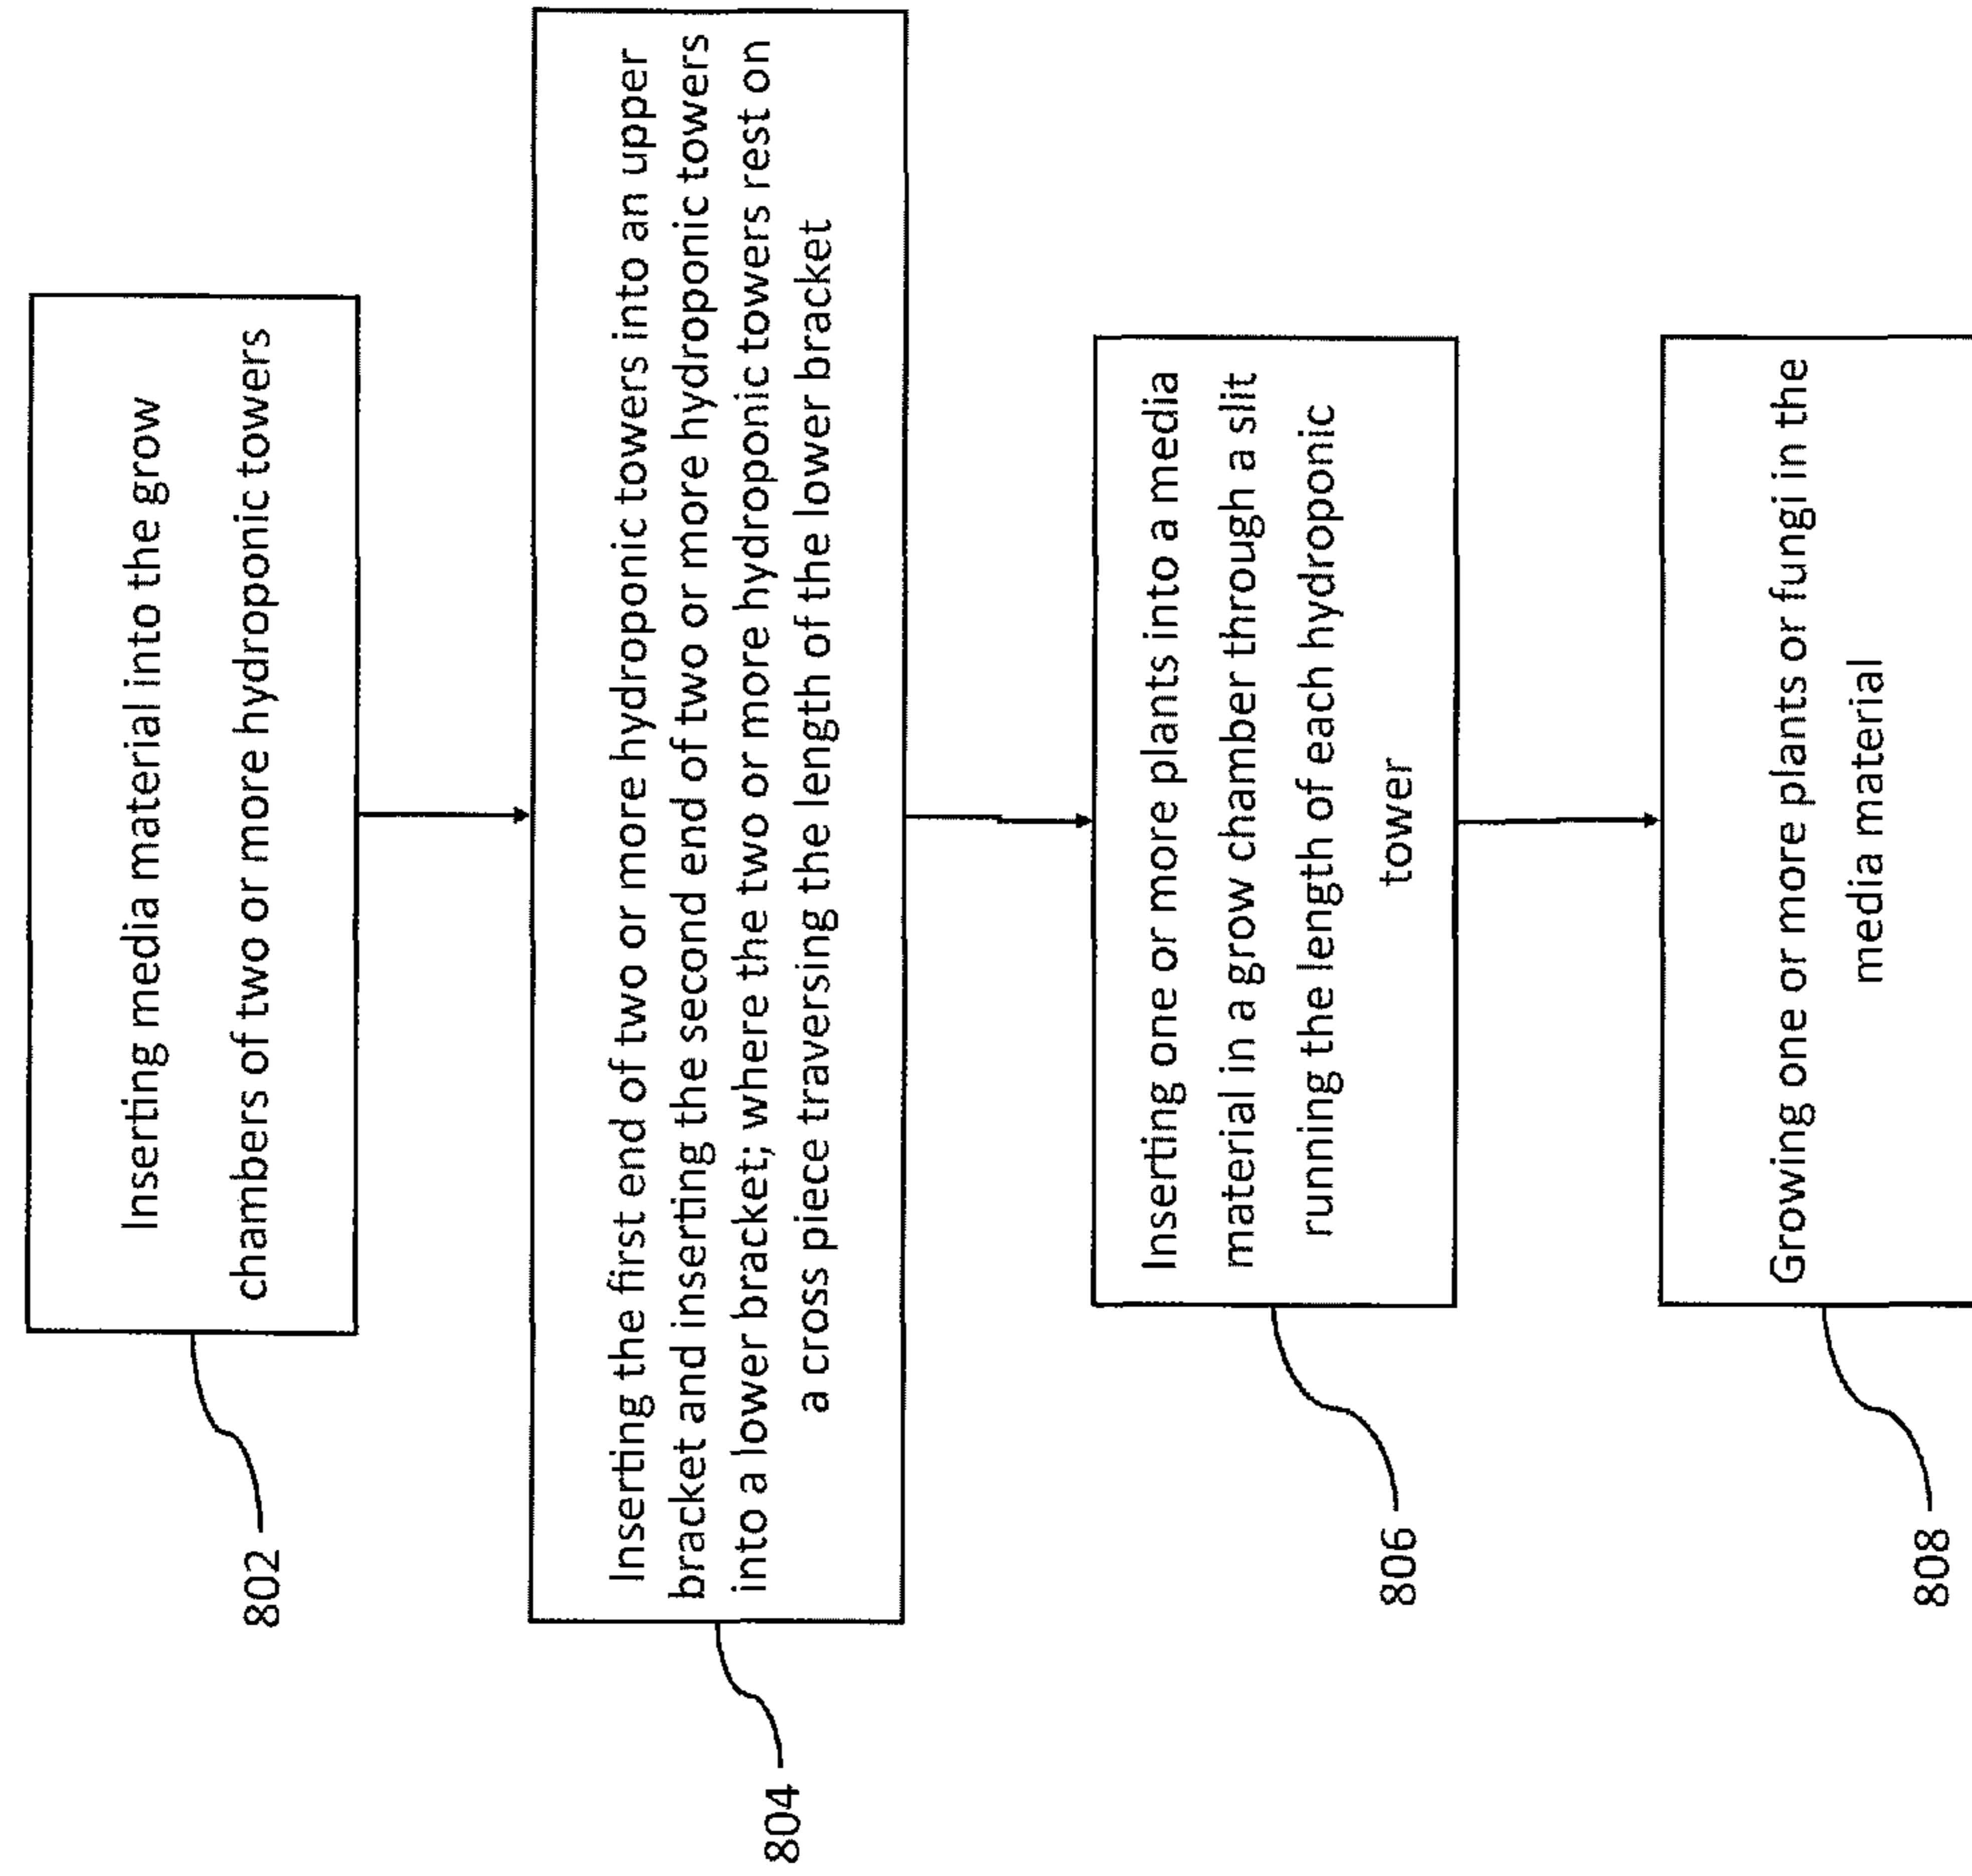 Inserting media material into the grow
chambers of two or more hydroponic towers
802
Inserting the first end of two or more hydroponic towers into an upper
bracket and inserting the second end of two or more hydroponic towers
into a lower bracket; where the two or more hydroponic towers rest on
a cross piece traversing the length of the lower bracket
804
Inserting one or more plants into a media
material in a grow chamber through a slit
running the length of each hydroponic
tower
806
Growing one or more plants or fungi in the
media material
808